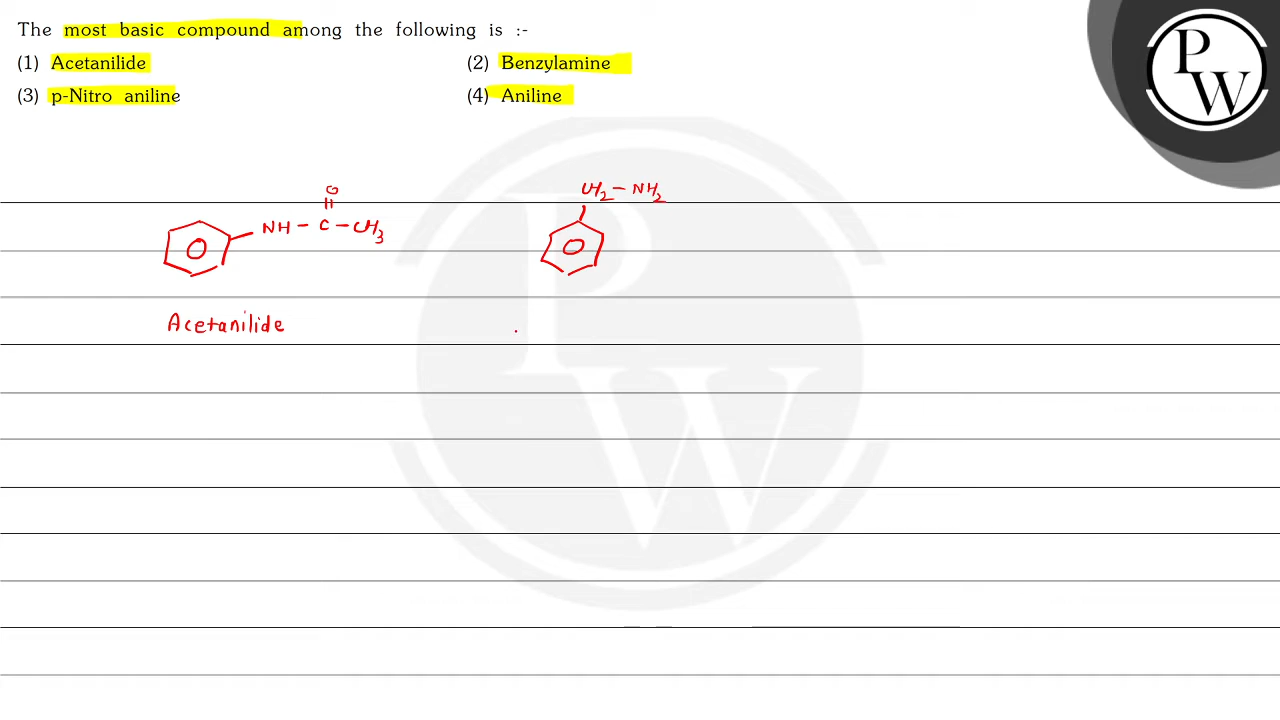 The most basic compound among the following is :-
(1) Acetanilide (2) Benzylamine
(3) p-Nitro aniline (4) Aniline
O
CH2 - NH2
NH - C - CH3
Acetanilide
P
W